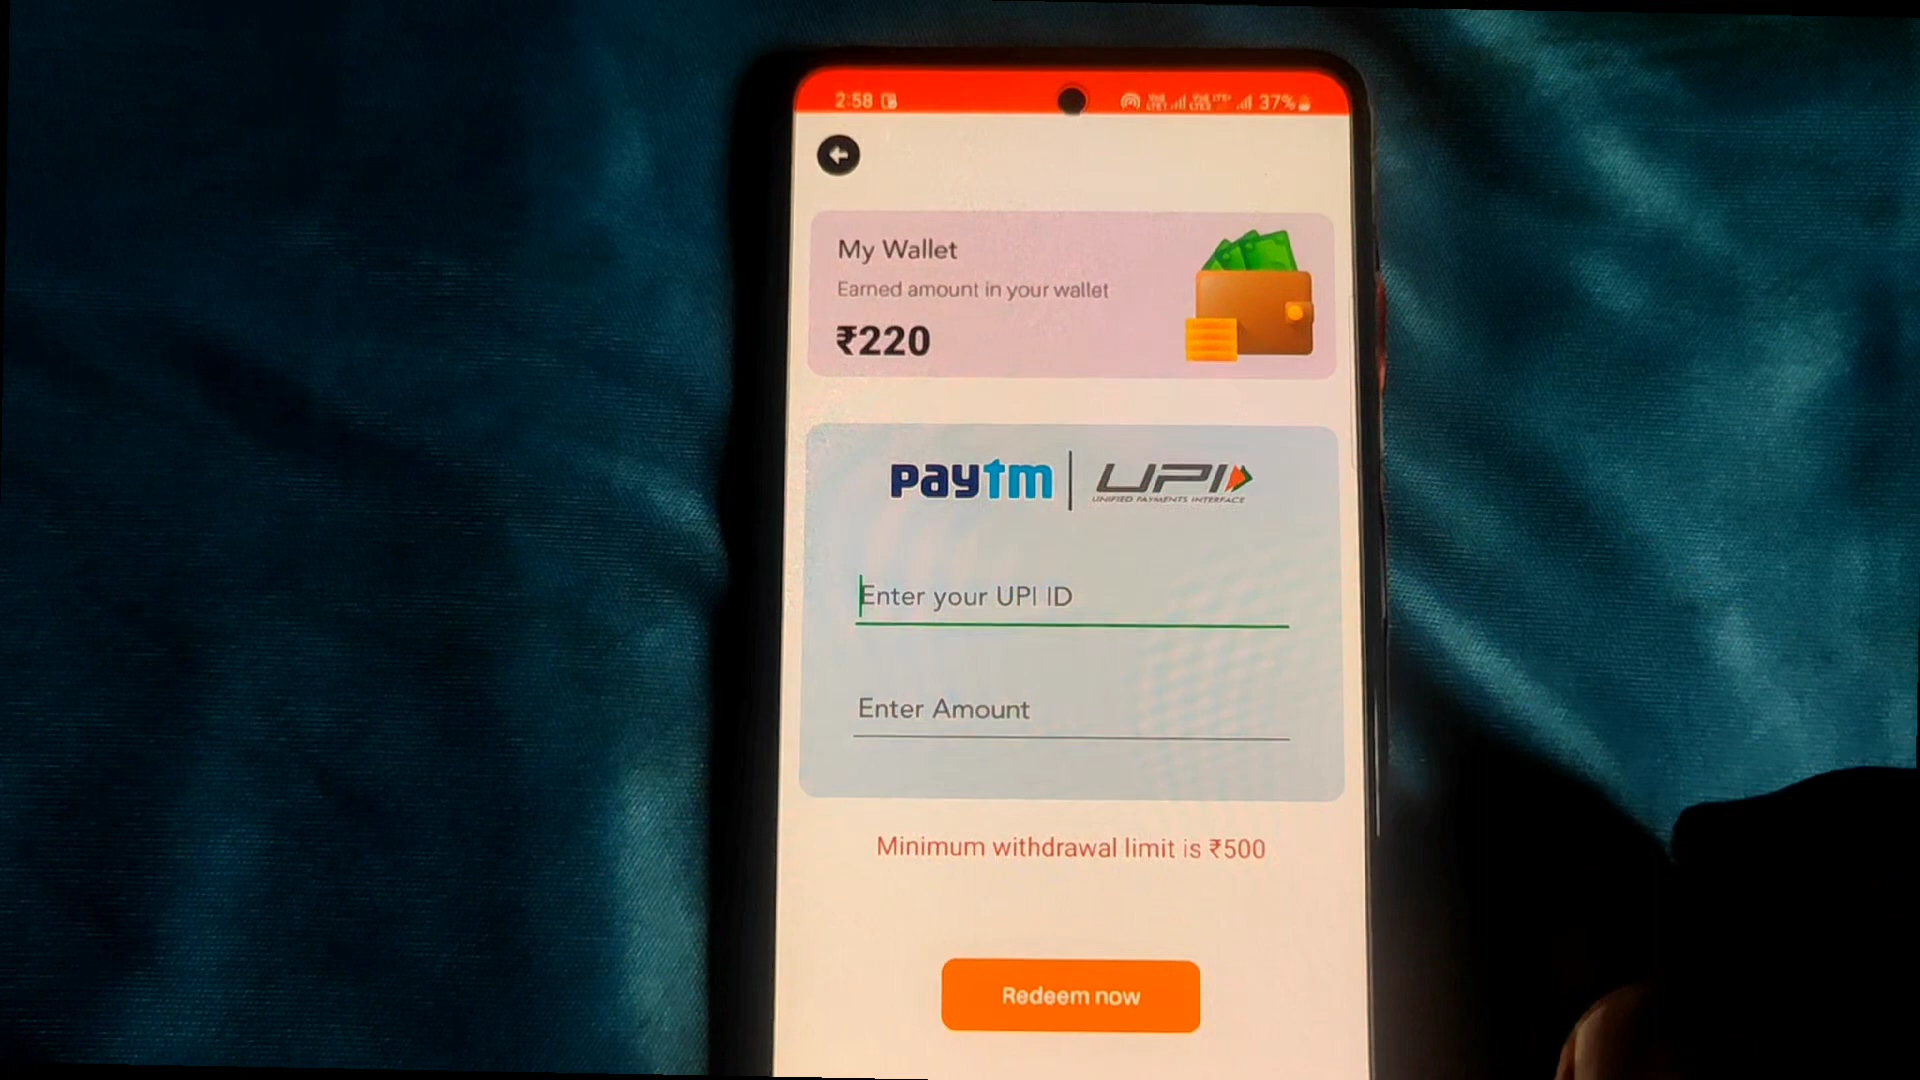 2:58
37%
My Wallet
Earned amount in your wallet
₹220
paytm
UPI
UNIFIED PAYMENTS INTERFACE
Enter your UPI ID
Enter Amount
Minimum withdrawal limit is ₹500
Redeem now